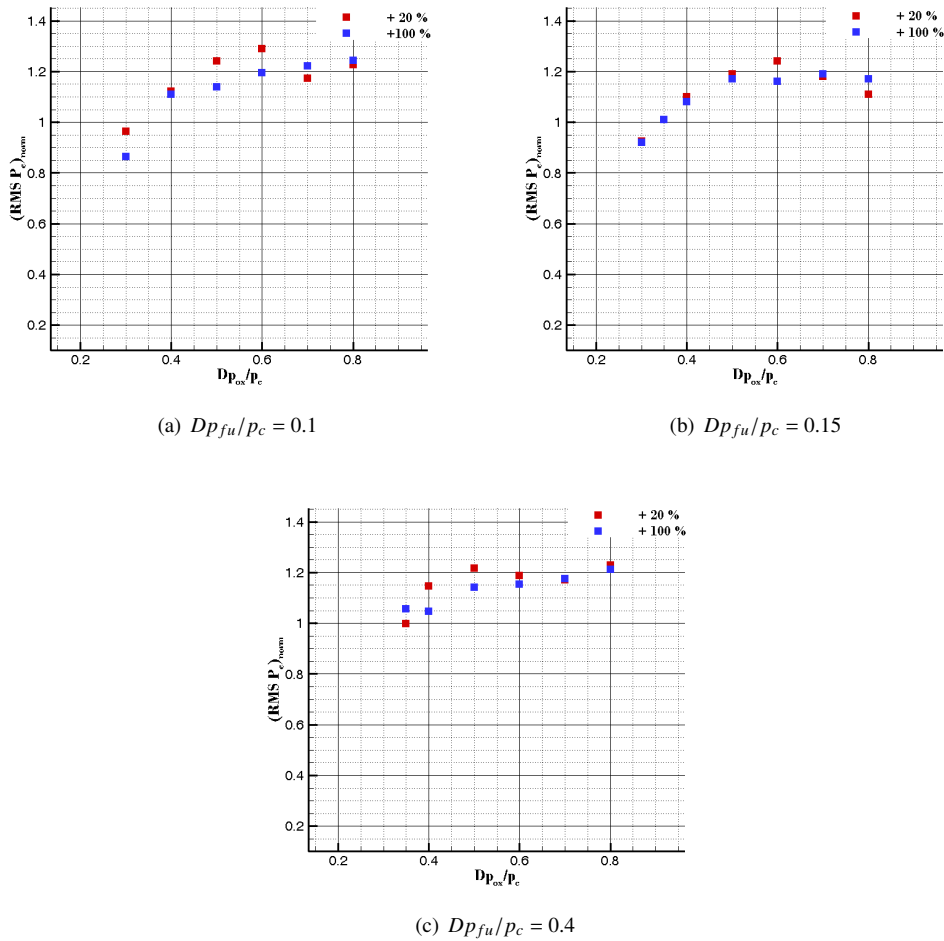 1.4
1.2
1
0.8
0.6
0.4
0.2
(RMS P_c)_norm
0.2 0.4 0.6 0.8
Dp_ox/p_c
+ 20 %
+100 %
(a) Dp_fu/p_c = 0.1
1.4
1.2
1
0.8
0.6
0.4
0.2
(RMS P_c)_norm
0.2 0.4 0.6 0.8
Dp_ox/p_c
+ 20 %
+ 100 %
(b) Dp_fu/p_c = 0.15
1.4
1.2
1
0.8
0.6
0.4
0.2
(RMS P_c)_norm
0.2 0.4 0.6 0.8
Dp_ox/p_c
+ 20 %
+ 100 %
(c) Dp_fu/p_c = 0.4